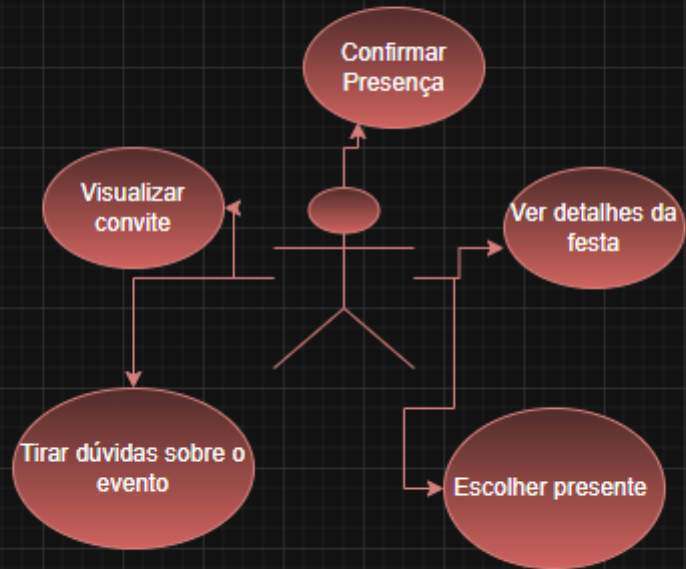 Confirmar
Presença
Visualizar
convite
Ver detalhes da
festa
Tirar dúvidas sobre o
evento
Escolher presente